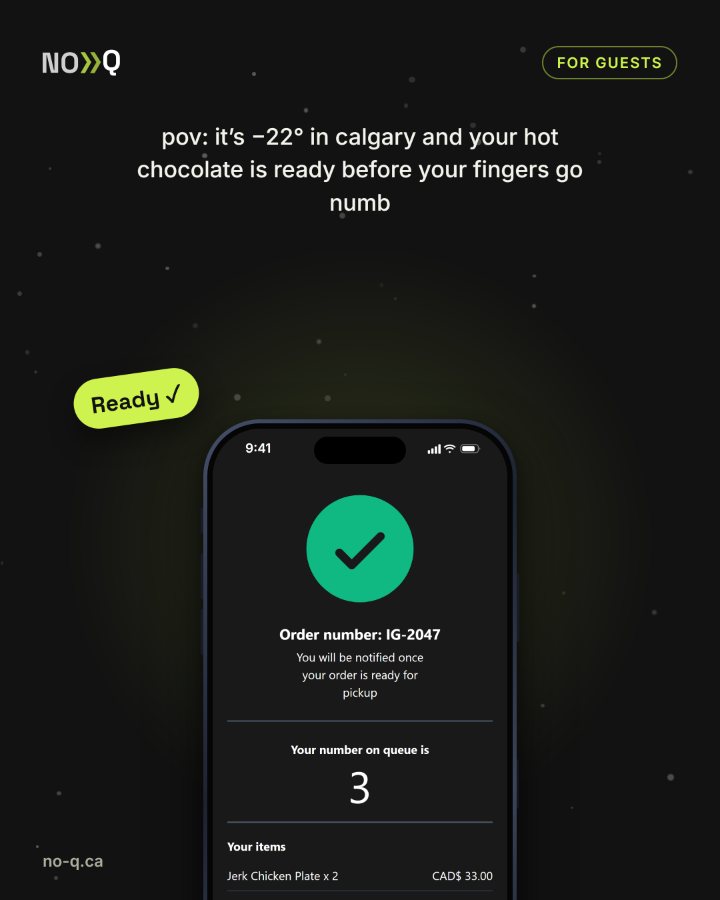 NO»Q
FOR GUESTS
pov: it’s −22° in calgary and your hot
chocolate is ready before your fingers go
numb
Ready ✓
9:41
Order number: IG-2047
You will be notified once
your order is ready for
pickup
Your number on queue is
3
Your items
Jerk Chicken Plate x 2 CAD$ 33.00
no-q.ca